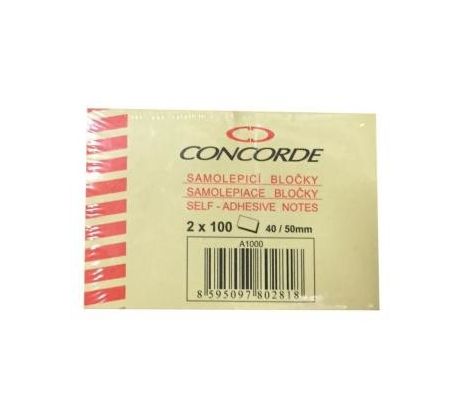 CONCORDE
SAMOLEPICÍ BLOČKY
SAMOLEPIACE BLOČKY
SELF - ADHESIVE NOTES
2 x 100 40 / 50mm
A1000
8 595097 802818